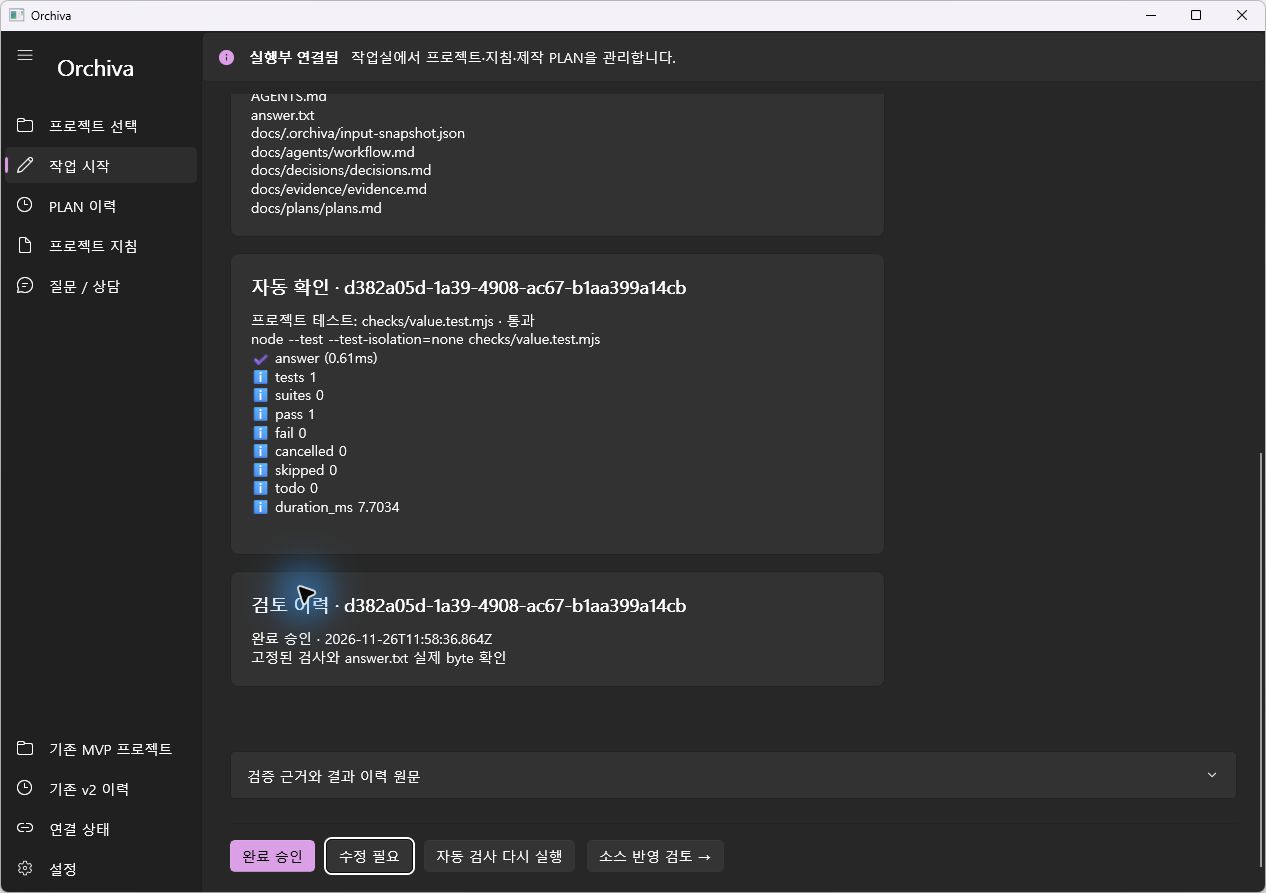 Orchiva
Orchiva
프로젝트 선택
작업 시작
PLAN 이력
프로젝트 지침
질문 / 상담
기존 MVP 프로젝트
기존 v2 이력
연결 상태
설정
실행부 연결됨 작업실에서 프로젝트·지침·제작 PLAN을 관리합니다.
AGENTS.md
answer.txt
docs/.orchiva/input-snapshot.json
docs/agents/workflow.md
docs/decisions/decisions.md
docs/evidence/evidence.md
docs/plans/plans.md
자동 확인 · d382a05d-1a39-4908-ac67-b1aa399a14cb
프로젝트 테스트: checks/value.test.mjs · 통과
node --test --test-isolation=none checks/value.test.mjs
✔ answer (0.61ms)
ℹ tests 1
ℹ suites 0
ℹ pass 1
ℹ fail 0
ℹ cancelled 0
ℹ skipped 0
ℹ todo 0
ℹ duration_ms 7.7034
검토 이력 · d382a05d-1a39-4908-ac67-b1aa399a14cb
완료 승인 · 2026-11-26T11:58:36.864Z
고정된 검사와 answer.txt 실제 byte 확인
검증 근거와 결과 이력 원문
완료 승인
수정 필요
자동 검사 다시 실행
소스 반영 검토 →